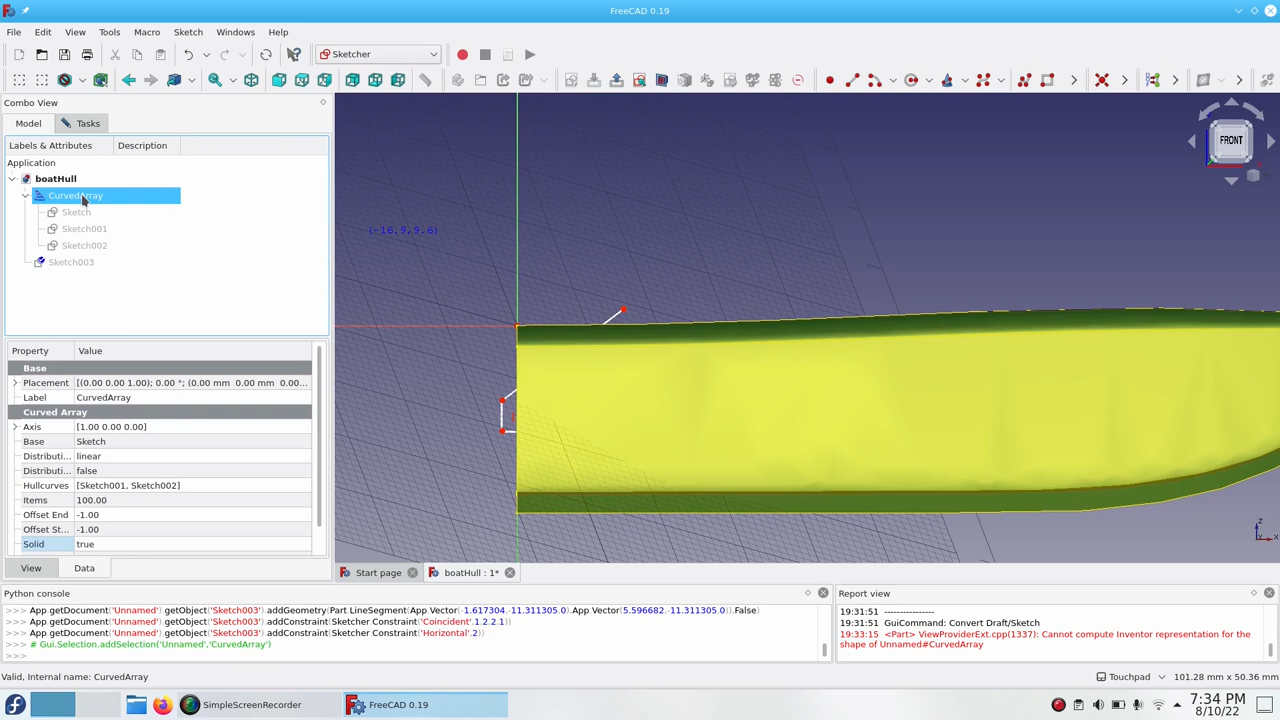 FreeCAD 0.19
File Edit View Tools Macro Sketch Windows Help
Sketcher
Combo View
Model Tasks
Labels & Attributes Description
Application
boatHull
CurvedArray
Sketch
Sketch001
Sketch002
Sketch003
(-16.9,9.6)
FRONT
Property Value
Base
Placement [(0.00 0.00 1.00); 0.00 °; (0.00 mm 0.00 mm 0.00...
Label CurvedArray
Curved Array
Axis [1.00 0.00 0.00]
Base Sketch
Distributi... linear
Distributi... false
Hullcurves [Sketch001, Sketch002]
Items 100.00
Offset End -1.00
Offset St... -1.00
Solid true
View Data
Start page boatHull : 1*
Python console
>>> App.getDocument('Unnamed').getObject('Sketch003').addGeometry(Part.LineSegment(App.Vector(-1.617304,-11.311305,0),App.Vector(5.596682,-11.311305,0)),False)
>>> App.getDocument('Unnamed').getObject('Sketch003').addConstraint(Sketcher.Constraint('Coincident',1,2,2,1))
>>> App.getDocument('Unnamed').getObject('Sketch003').addConstraint(Sketcher.Constraint('Horizontal',2))
>>> # Gui.Selection.addSelection('Unnamed','CurvedArray')
>>>
Report view
19:31:51 ----------------
19:31:51 GuiCommand: Convert Draft/Sketch
19:33:15 <Part> ViewProviderExt.cpp(1337): Cannot compute Inventor representation for the
shape of Unnamed#CurvedArray
Valid, Internal name: CurvedArray
Touchpad 101.28 mm x 50.36 mm
SimpleScreenRecorder
FreeCAD 0.19
7:34 PM
8/10/22